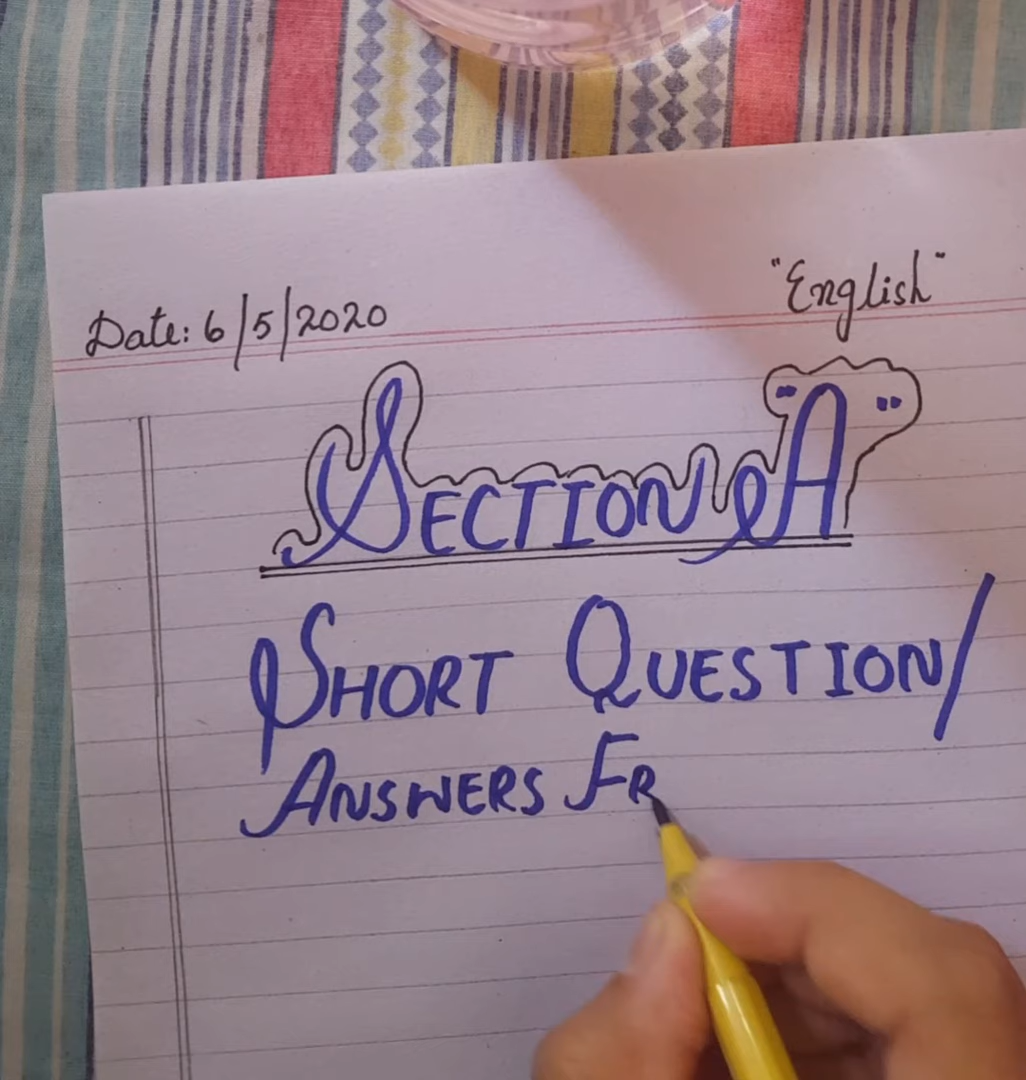 Date: 6/5/2020 "English"
SECTION "A"
SHORT QUESTION/
ANSWERS FR